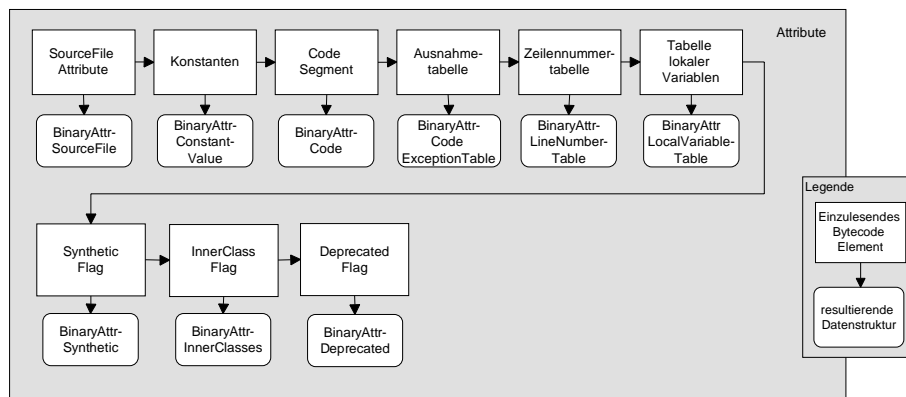 Attribute
SourceFile
Attribute
Konstanten
Code
Segment
Ausnahme-
tabelle
Zeilennummer-
tabelle
Tabelle
lokaler
Variablen
BinaryAttr-
SourceFile
BinaryAttr-
Constant-
Value
BinaryAttr-
Code
BinaryAttr-
Code
ExceptionTable
BinaryAttr-
LineNumber-
Table
BinaryAttr
LocalVariable-
Table
Synthetic
Flag
InnerClass
Flag
Deprecated
Flag
BinaryAttr-
Synthetic
BinaryAttr-
InnerClasses
BinaryAttr-
Deprecated
Legende
Einzulesendes
Bytecode
Element
resultierende
Datenstruktur